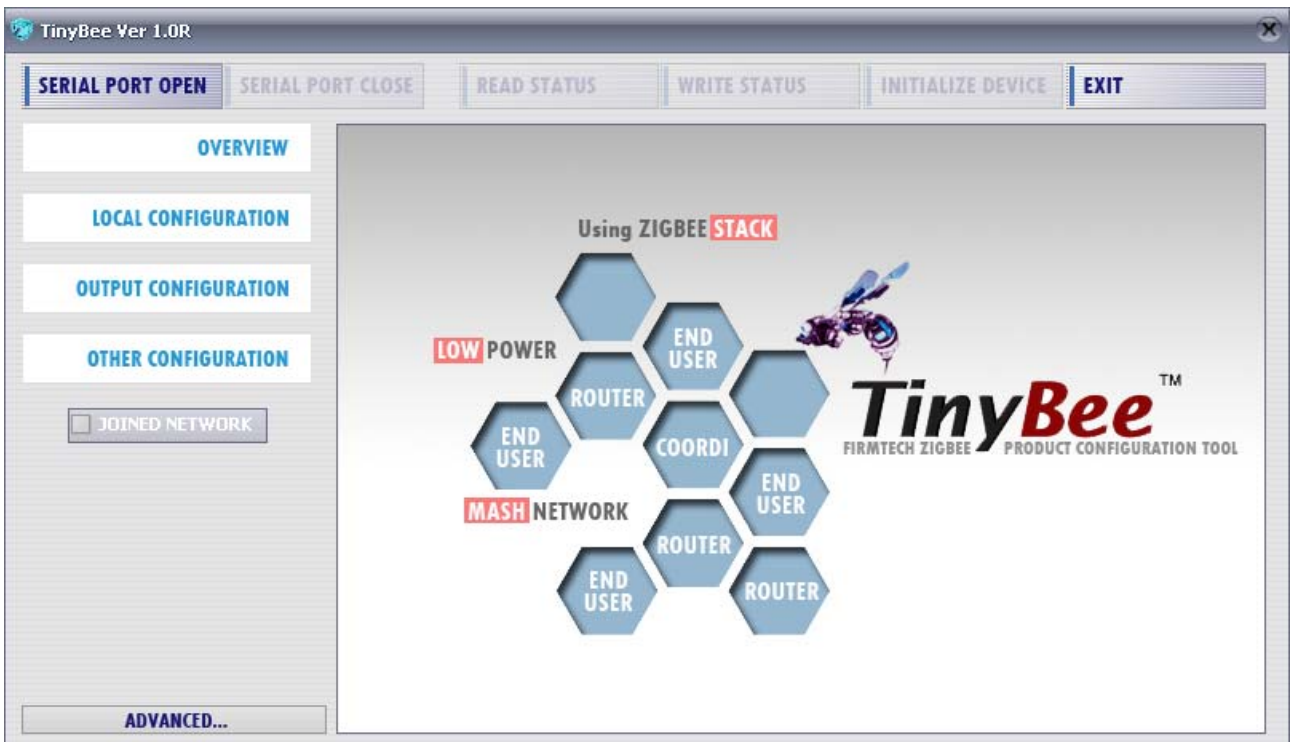 TinyBee Ver 1.0R
SERIAL PORT OPEN
SERIAL PORT CLOSE
READ STATUS
WRITE STATUS
INITIALIZE DEVICE
EXIT
OVERVIEW
LOCAL CONFIGURATION
OUTPUT CONFIGURATION
OTHER CONFIGURATION
JOINED NETWORK
ADVANCED...
Using ZIGBEE STACK
LOW POWER
MASH NETWORK
END
USER
ROUTER
END
USER
COORDI
END
USER
ROUTER
END
USER
ROUTER
TinyBee™
FIRMTECH ZIGBEE PRODUCT CONFIGURATION TOOL